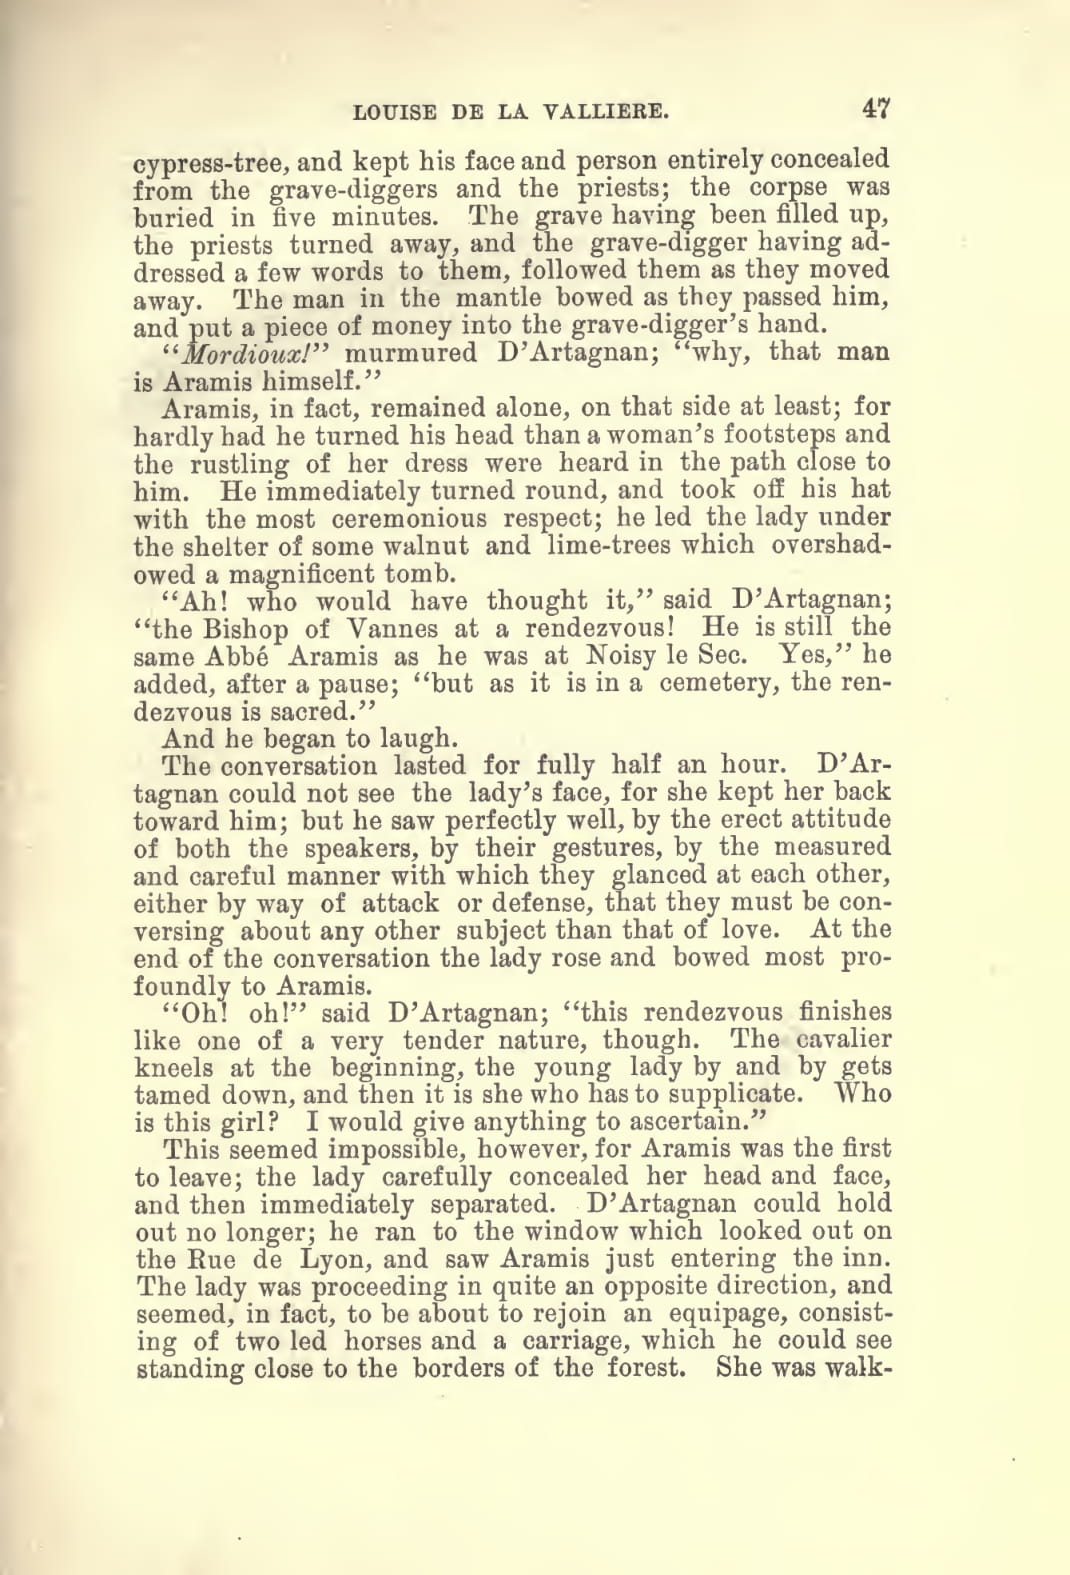 LOUISE DE LA VALLIERE. 47
cypress-tree, and kept his face and person entirely concealed
from the grave-diggers and the priests; the corpse was
buried in five minutes. The grave having been filled up,
the priests turned away, and the grave-digger having ad-
dressed a few words to them, followed them as they moved
away. The man in the mantle bowed as they passed him,
and put a piece of money into the grave-digger's hand.
“Mordioux!” murmured D'Artagnan; “why, that man
is Aramis himself.”
Aramis, in fact, remained alone, on that side at least; for
hardly had he turned his head than a woman's footsteps and
the rustling of her dress were heard in the path close to
him. He immediately turned round, and took off his hat
with the most ceremonious respect; he led the lady under
the shelter of some walnut and lime-trees which overshad-
owed a magnificent tomb.
“Ah! who would have thought it,” said D'Artagnan;
“the Bishop of Vannes at a rendezvous! He is still the
same Abbé Aramis as he was at Noisy le Sec. Yes,” he
added, after a pause; “but as it is in a cemetery, the ren-
dezvous is sacred.”
And he began to laugh.
The conversation lasted for fully half an hour. D'Ar-
tagnan could not see the lady's face, for she kept her back
toward him; but he saw perfectly well, by the erect attitude
of both the speakers, by their gestures, by the measured
and careful manner with which they glanced at each other,
either by way of attack or defense, that they must be con-
versing about any other subject than that of love. At the
end of the conversation the lady rose and bowed most pro-
foundly to Aramis.
“Oh! oh!” said D'Artagnan; “this rendezvous finishes
like one of a very tender nature, though. The cavalier
kneels at the beginning, the young lady by and by gets
tamed down, and then it is she who has to supplicate. Who
is this girl? I would give anything to ascertain.”
This seemed impossible, however, for Aramis was the first
to leave; the lady carefully concealed her head and face,
and then immediately separated. D'Artagnan could hold
out no longer; he ran to the window which looked out on
the Rue de Lyon, and saw Aramis just entering the inn.
The lady was proceeding in quite an opposite direction, and
seemed, in fact, to be about to rejoin an equipage, consist-
ing of two led horses and a carriage, which he could see
standing close to the borders of the forest. She was walk-